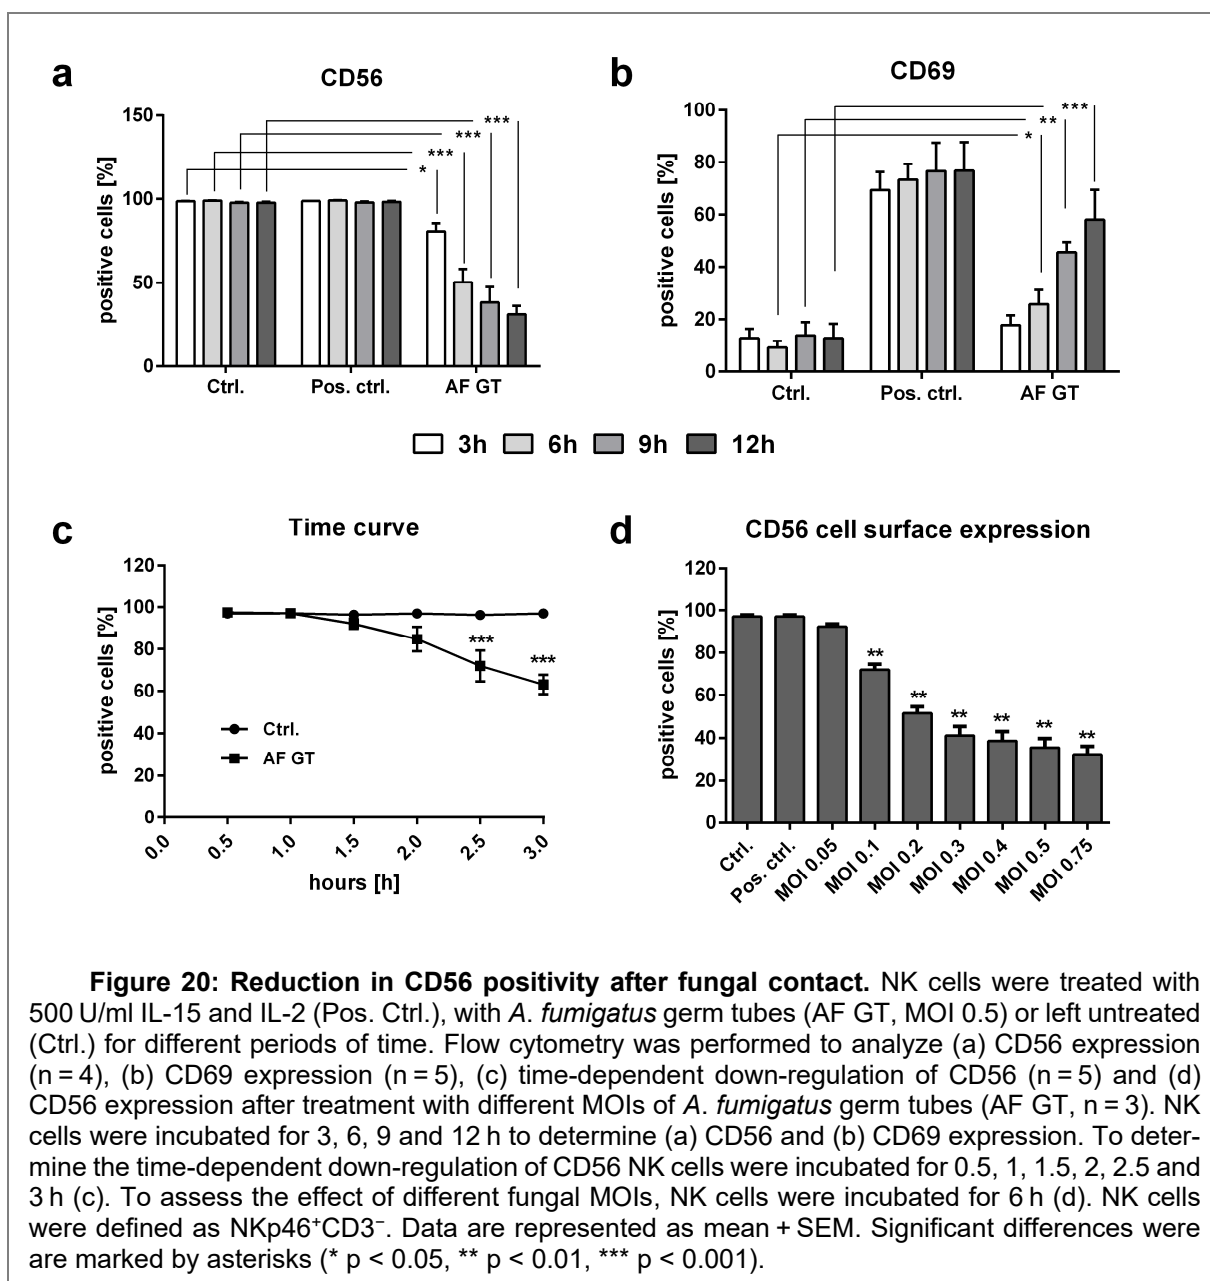 a
CD56
positive cells [%]
150
100
50
0
***
***
***
*
Ctrl.
Pos. ctrl.
AF GT
b
CD69
positive cells [%]
100
80
60
40
20
0
***
**
*
Ctrl.
Pos. ctrl.
AF GT
3h 6h 9h 12h
c
Time curve
positive cells [%]
120
100
80
60
40
20
0
***
***
Ctrl.
AF GT
0.0 0.5 1.0 1.5 2.0 2.5 3.0
hours [h]
d
CD56 cell surface expression
positive cells [%]
120
100
80
60
40
20
0
**
**
**
**
**
**
Ctrl.
Pos. ctrl.
MOI 0.05
MOI 0.1
MOI 0.2
MOI 0.3
MOI 0.4
MOI 0.5
MOI 0.75
Figure 20: Reduction in CD56 positivity after fungal contact. NK cells were treated with
500 U/ml IL-15 and IL-2 (Pos. Ctrl.), with A. fumigatus germ tubes (AF GT, MOI 0.5) or left untreated
(Ctrl.) for different periods of time. Flow cytometry was performed to analyze (a) CD56 expression
(n = 4), (b) CD69 expression (n = 5), (c) time-dependent down-regulation of CD56 (n = 5) and (d)
CD56 expression after treatment with different MOIs of A. fumigatus germ tubes (AF GT, n = 3). NK
cells were incubated for 3, 6, 9 and 12 h to determine (a) CD56 and (b) CD69 expression. To deter-
mine the time-dependent down-regulation of CD56 NK cells were incubated for 0.5, 1, 1.5, 2, 2.5 and
3 h (c). To assess the effect of different fungal MOIs, NK cells were incubated for 6 h (d). NK cells
were defined as NKp46⁺CD3⁻. Data are represented as mean + SEM. Significant differences were
are marked by asterisks (* p < 0.05, ** p < 0.01, *** p < 0.001).